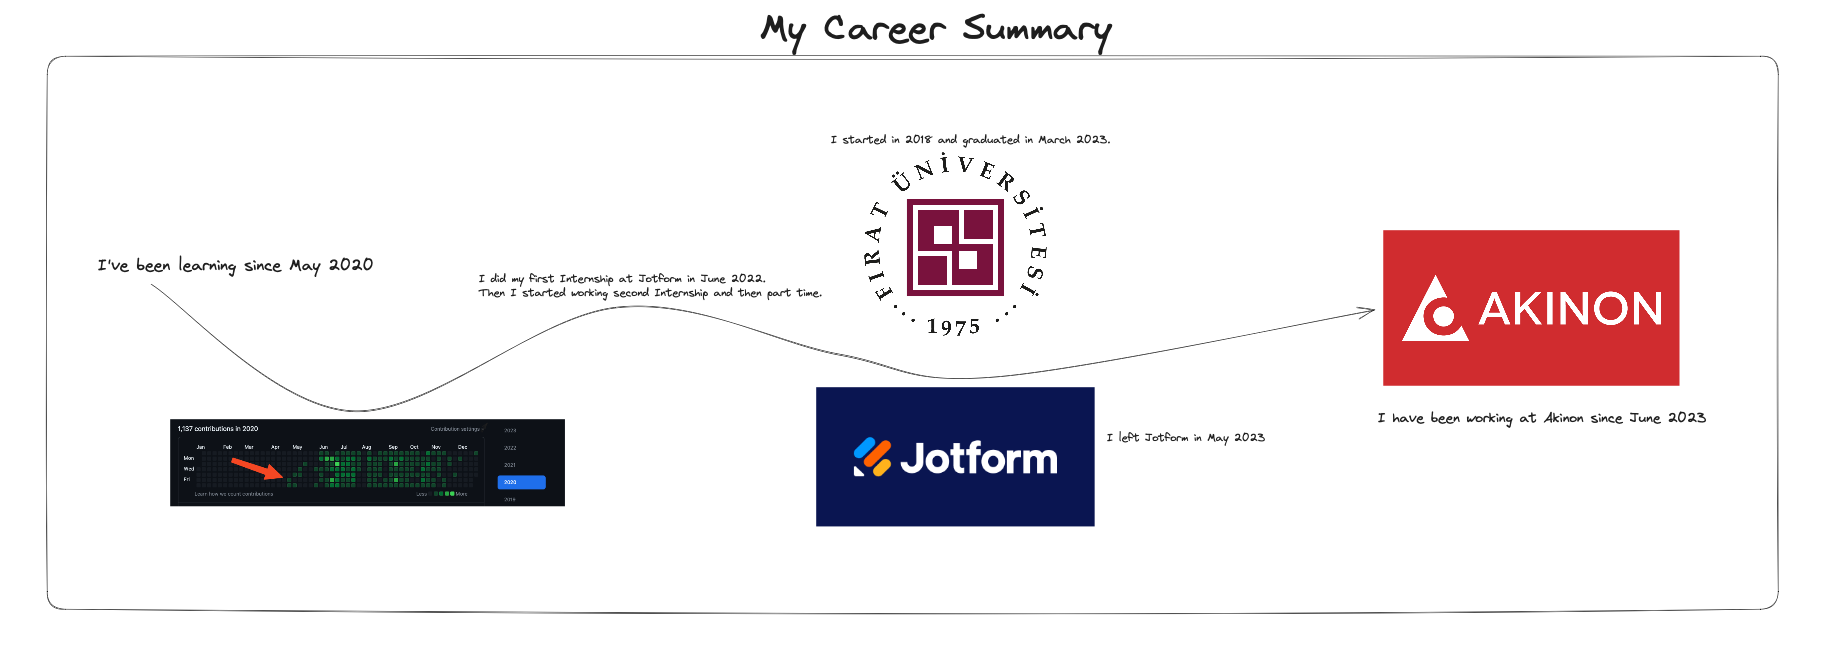 My Career Summary
I started in 2018 and graduated in March 2023.
FIRAT ÜNİVERSİTESİ
1975
I've been learning since May 2020
I did my first Internship at Jotform in June 2022.
Then I started working second Internship and then part time.
AKINON
I have been working at Akinon since June 2023
1,137 contributions in 2020
Contribution settings
Jan Feb Mar Apr May Jun Jul Aug Sep Oct Nov Dec
Mon
Wed
Fri
Learn how we count contributions
Less More
2023
2022
2021
2020
2019
Jotform
I left Jotform in May 2023